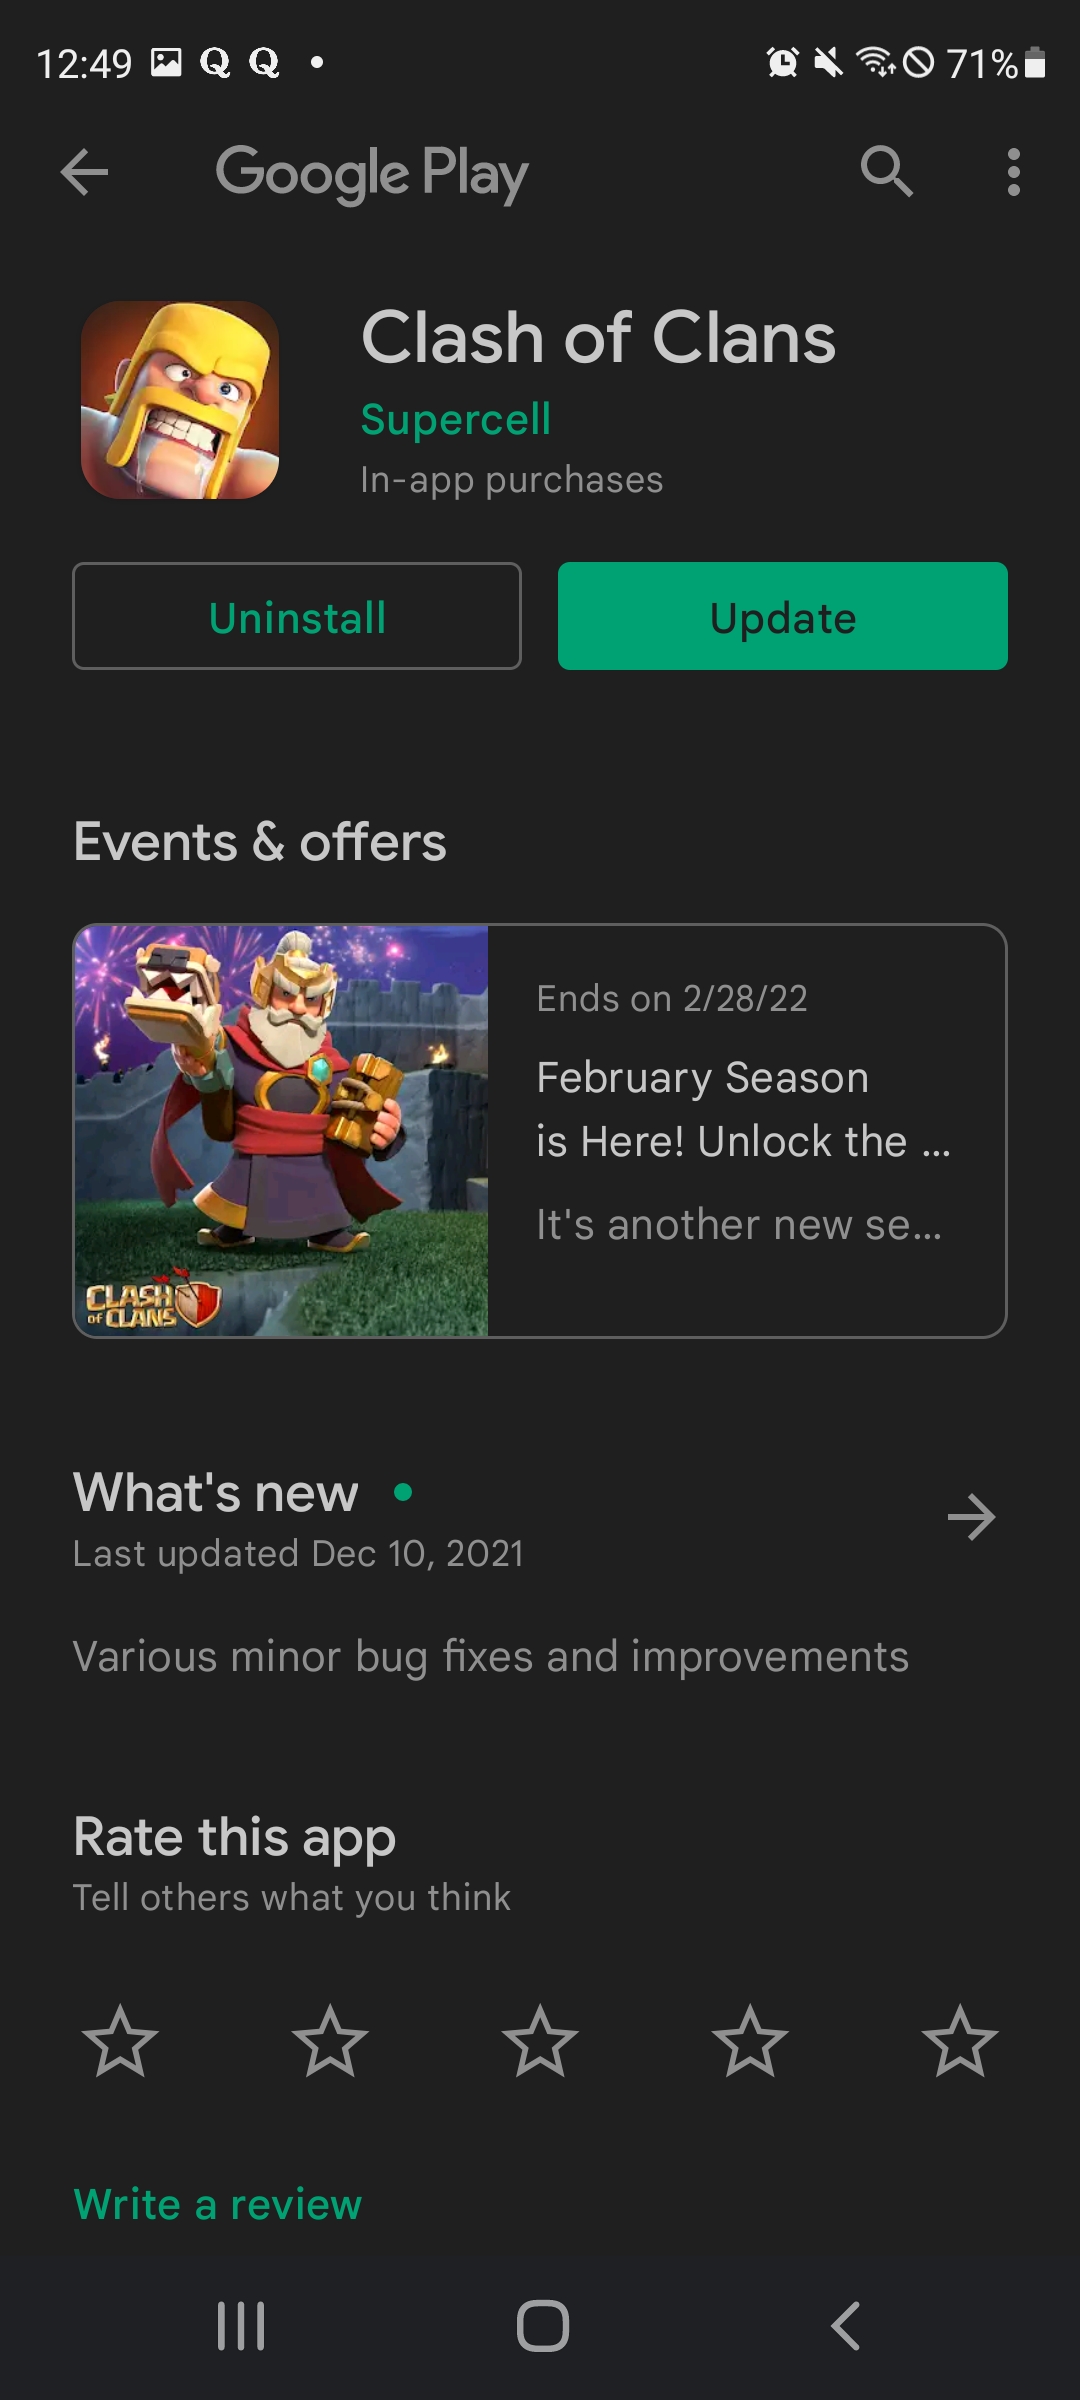 12:49 Q Q 71%
Google Play
Clash of Clans
Supercell
In-app purchases
Uninstall
Update
Events & offers
Ends on 2/28/22
February Season
is Here! Unlock the ...
It's another new se...
CLASH
OF CLANS
What's new
Last updated Dec 10, 2021
Various minor bug fixes and improvements
Rate this app
Tell others what you think
Write a review